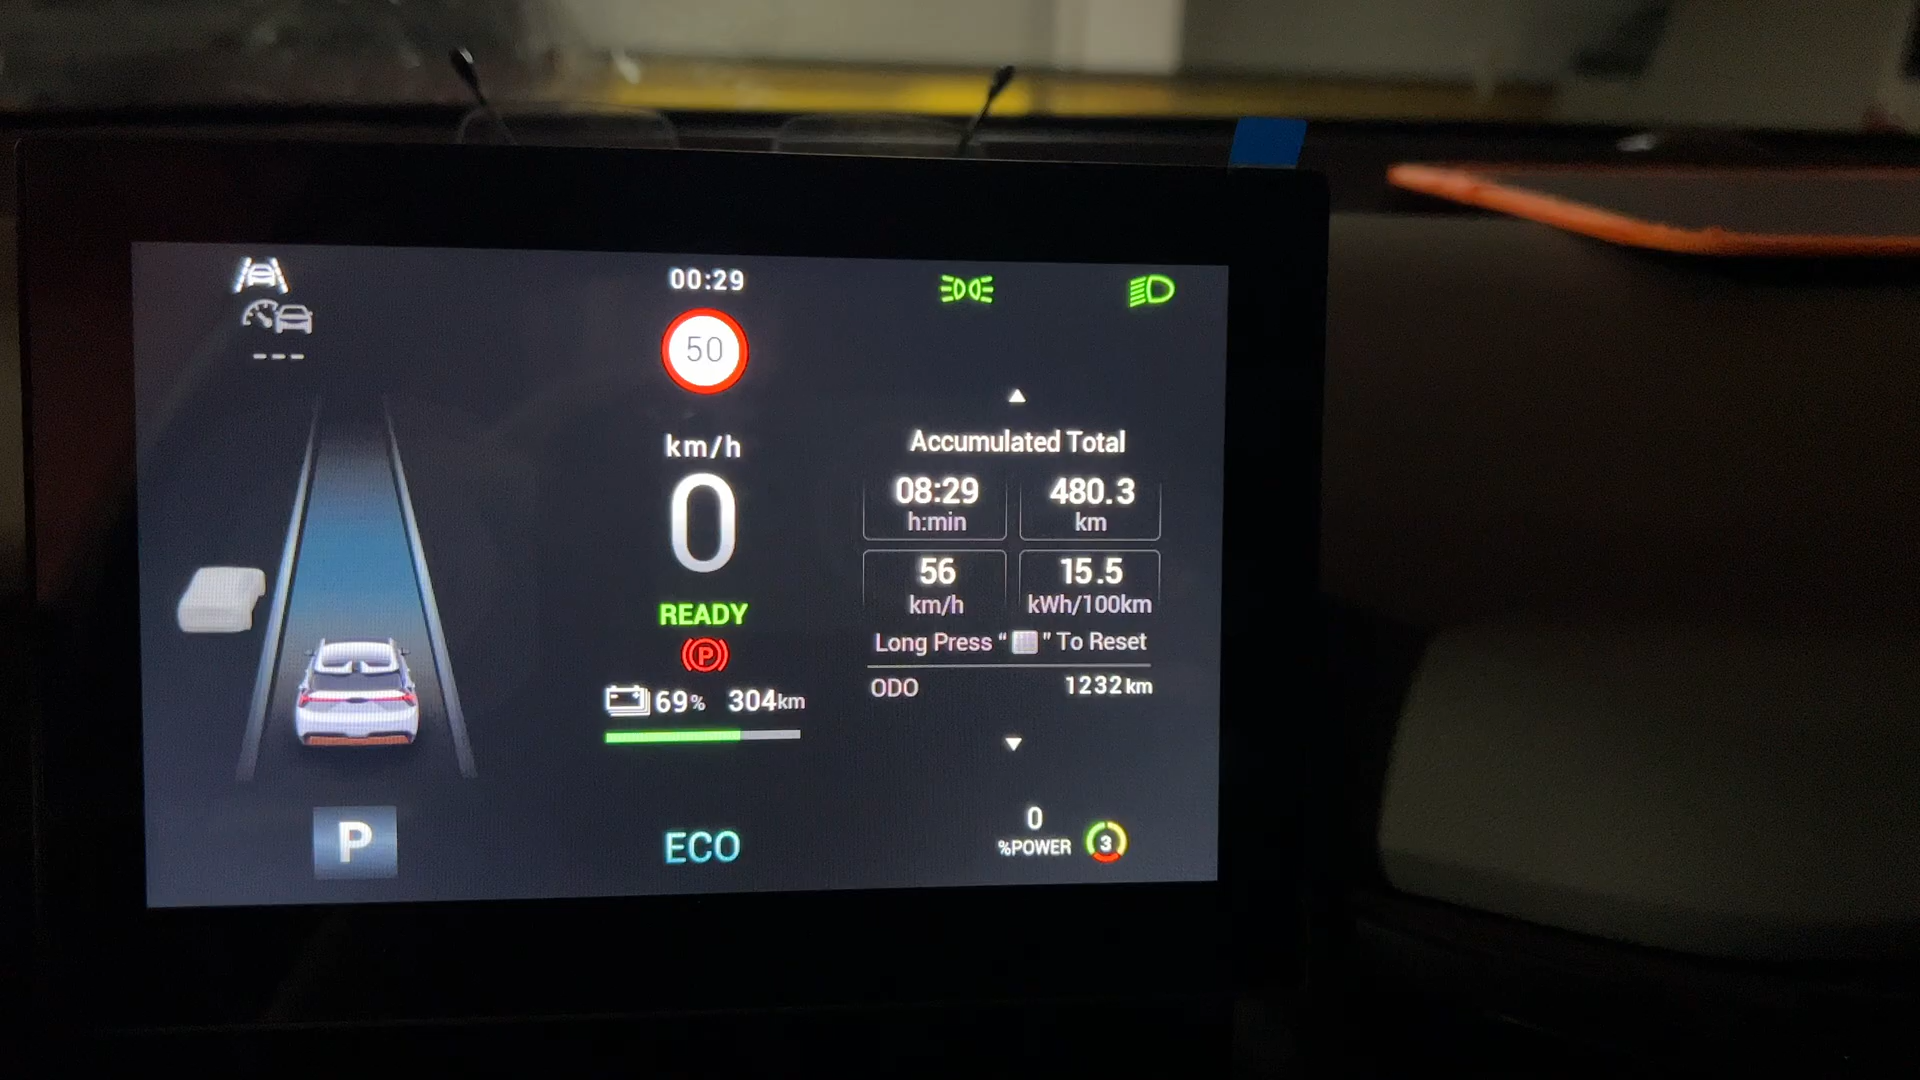 00:29
50
---
km/h
0
READY
P
69% 304km
Accumulated Total
08:29 480.3
h:min km
56 15.5
km/h kWh/100km
Long Press “ ” To Reset
ODO 1232 km
P
ECO
0
%POWER 3